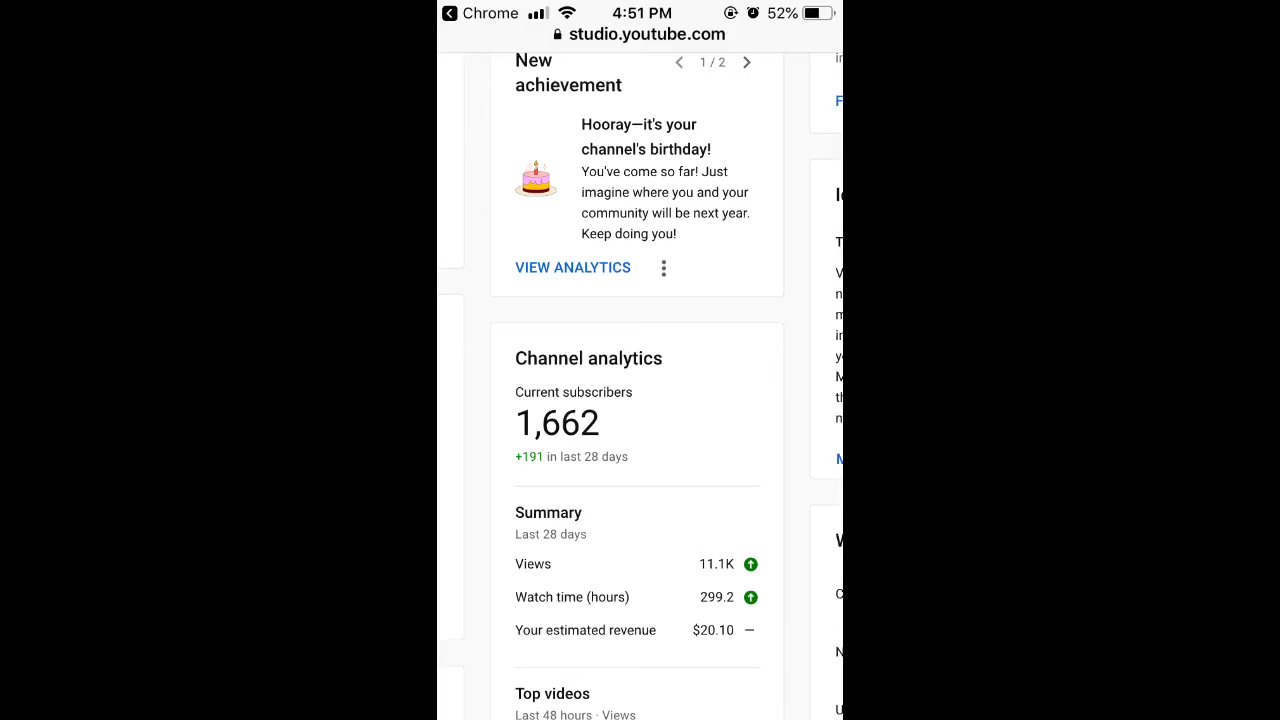 Chrome 4:51 PM 52%
studio.youtube.com
New
achievement
1 / 2
Hooray—it's your
channel's birthday!
You've come so far! Just
imagine where you and your
community will be next year.
Keep doing you!
VIEW ANALYTICS
Channel analytics
Current subscribers
1,662
+191 in last 28 days
Summary
Last 28 days
Views 11.1K
Watch time (hours) 299.2
Your estimated revenue $20.10 —
Top videos
Last 48 hours · Views